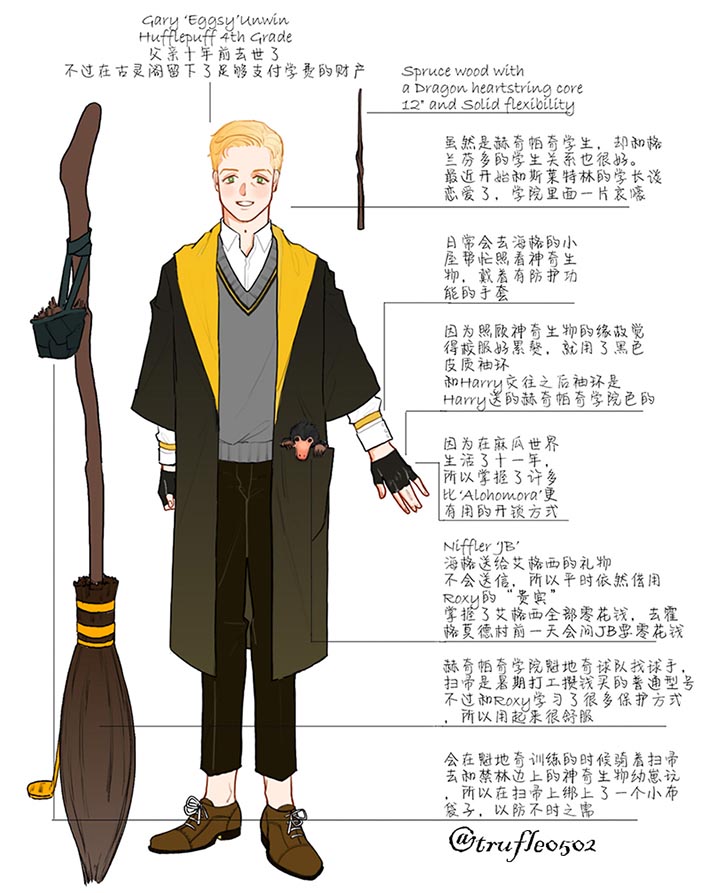 Gary 'Eggsy'Unwin
Hufflepuff 4th Grade
父亲十年前去世了
不过在古灵阁留下了足够支付学费的财产
Spruce wood with
a Dragon heartstring core
12" and Solid flexibility
虽然是赫奇帕奇学生，却和格
兰芬多的学生关系也很好。
最近开始和斯莱特林的学长谈
恋爱了，学院里面一片哀嚎
日常会去海格的小
屋帮忙照看神奇生
物，戴着有防护功
能的手套
因为照顾神奇生物的缘故觉
得校服好累赘，就用了黑色
皮质袖环
和Harry交往之后袖环是
Harry送的赫奇帕奇学院色的
因为在麻瓜世界
生活了十一年，
所以掌握了许多
比'Alohomora'更
有用的开锁方式
Niffler 'JB'
海格送给艾格西的礼物
不会送信，所以平时依然借用
Roxy的“贵宾”
掌握了艾格西全部零花钱，去霍
格莫德村前一天会问JB要零花钱
赫奇帕奇学院魁地奇球队找球手，
扫帚是暑期打工攒钱买的普通型号
不过和Roxy学习了很多保护方式
，所以用起来很舒服
会在魁地奇训练的时候骑着扫帚
去和禁林边上的神奇生物幼崽玩
，所以在扫帚上绑上了一个小布
袋子，以防不时之需
@trufle0502